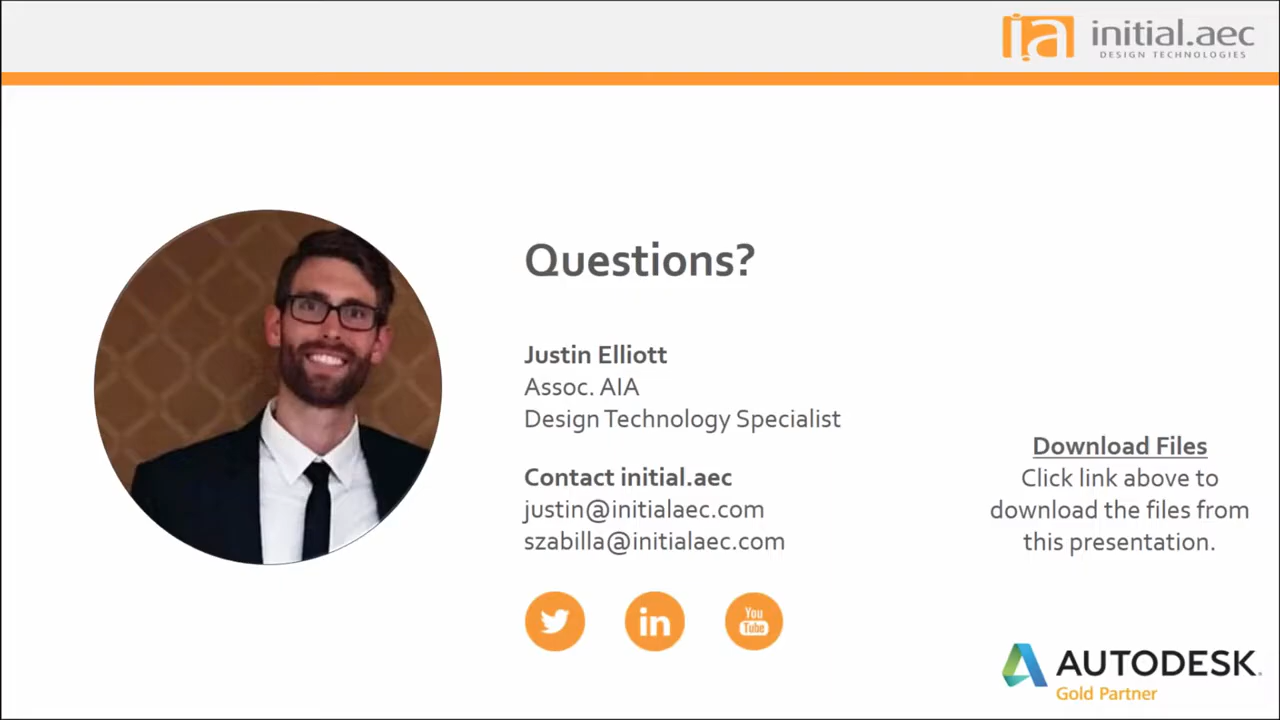 ia initial.aec
DESIGN TECHNOLOGIES
Questions?
Justin Elliott
Assoc. AIA
Design Technology Specialist
Contact initial.aec
justin@initialaec.com
szabilla@initialaec.com
Download Files
Click link above to
download the files from
this presentation.
in
You
Tube
AUTODESK.
Gold Partner